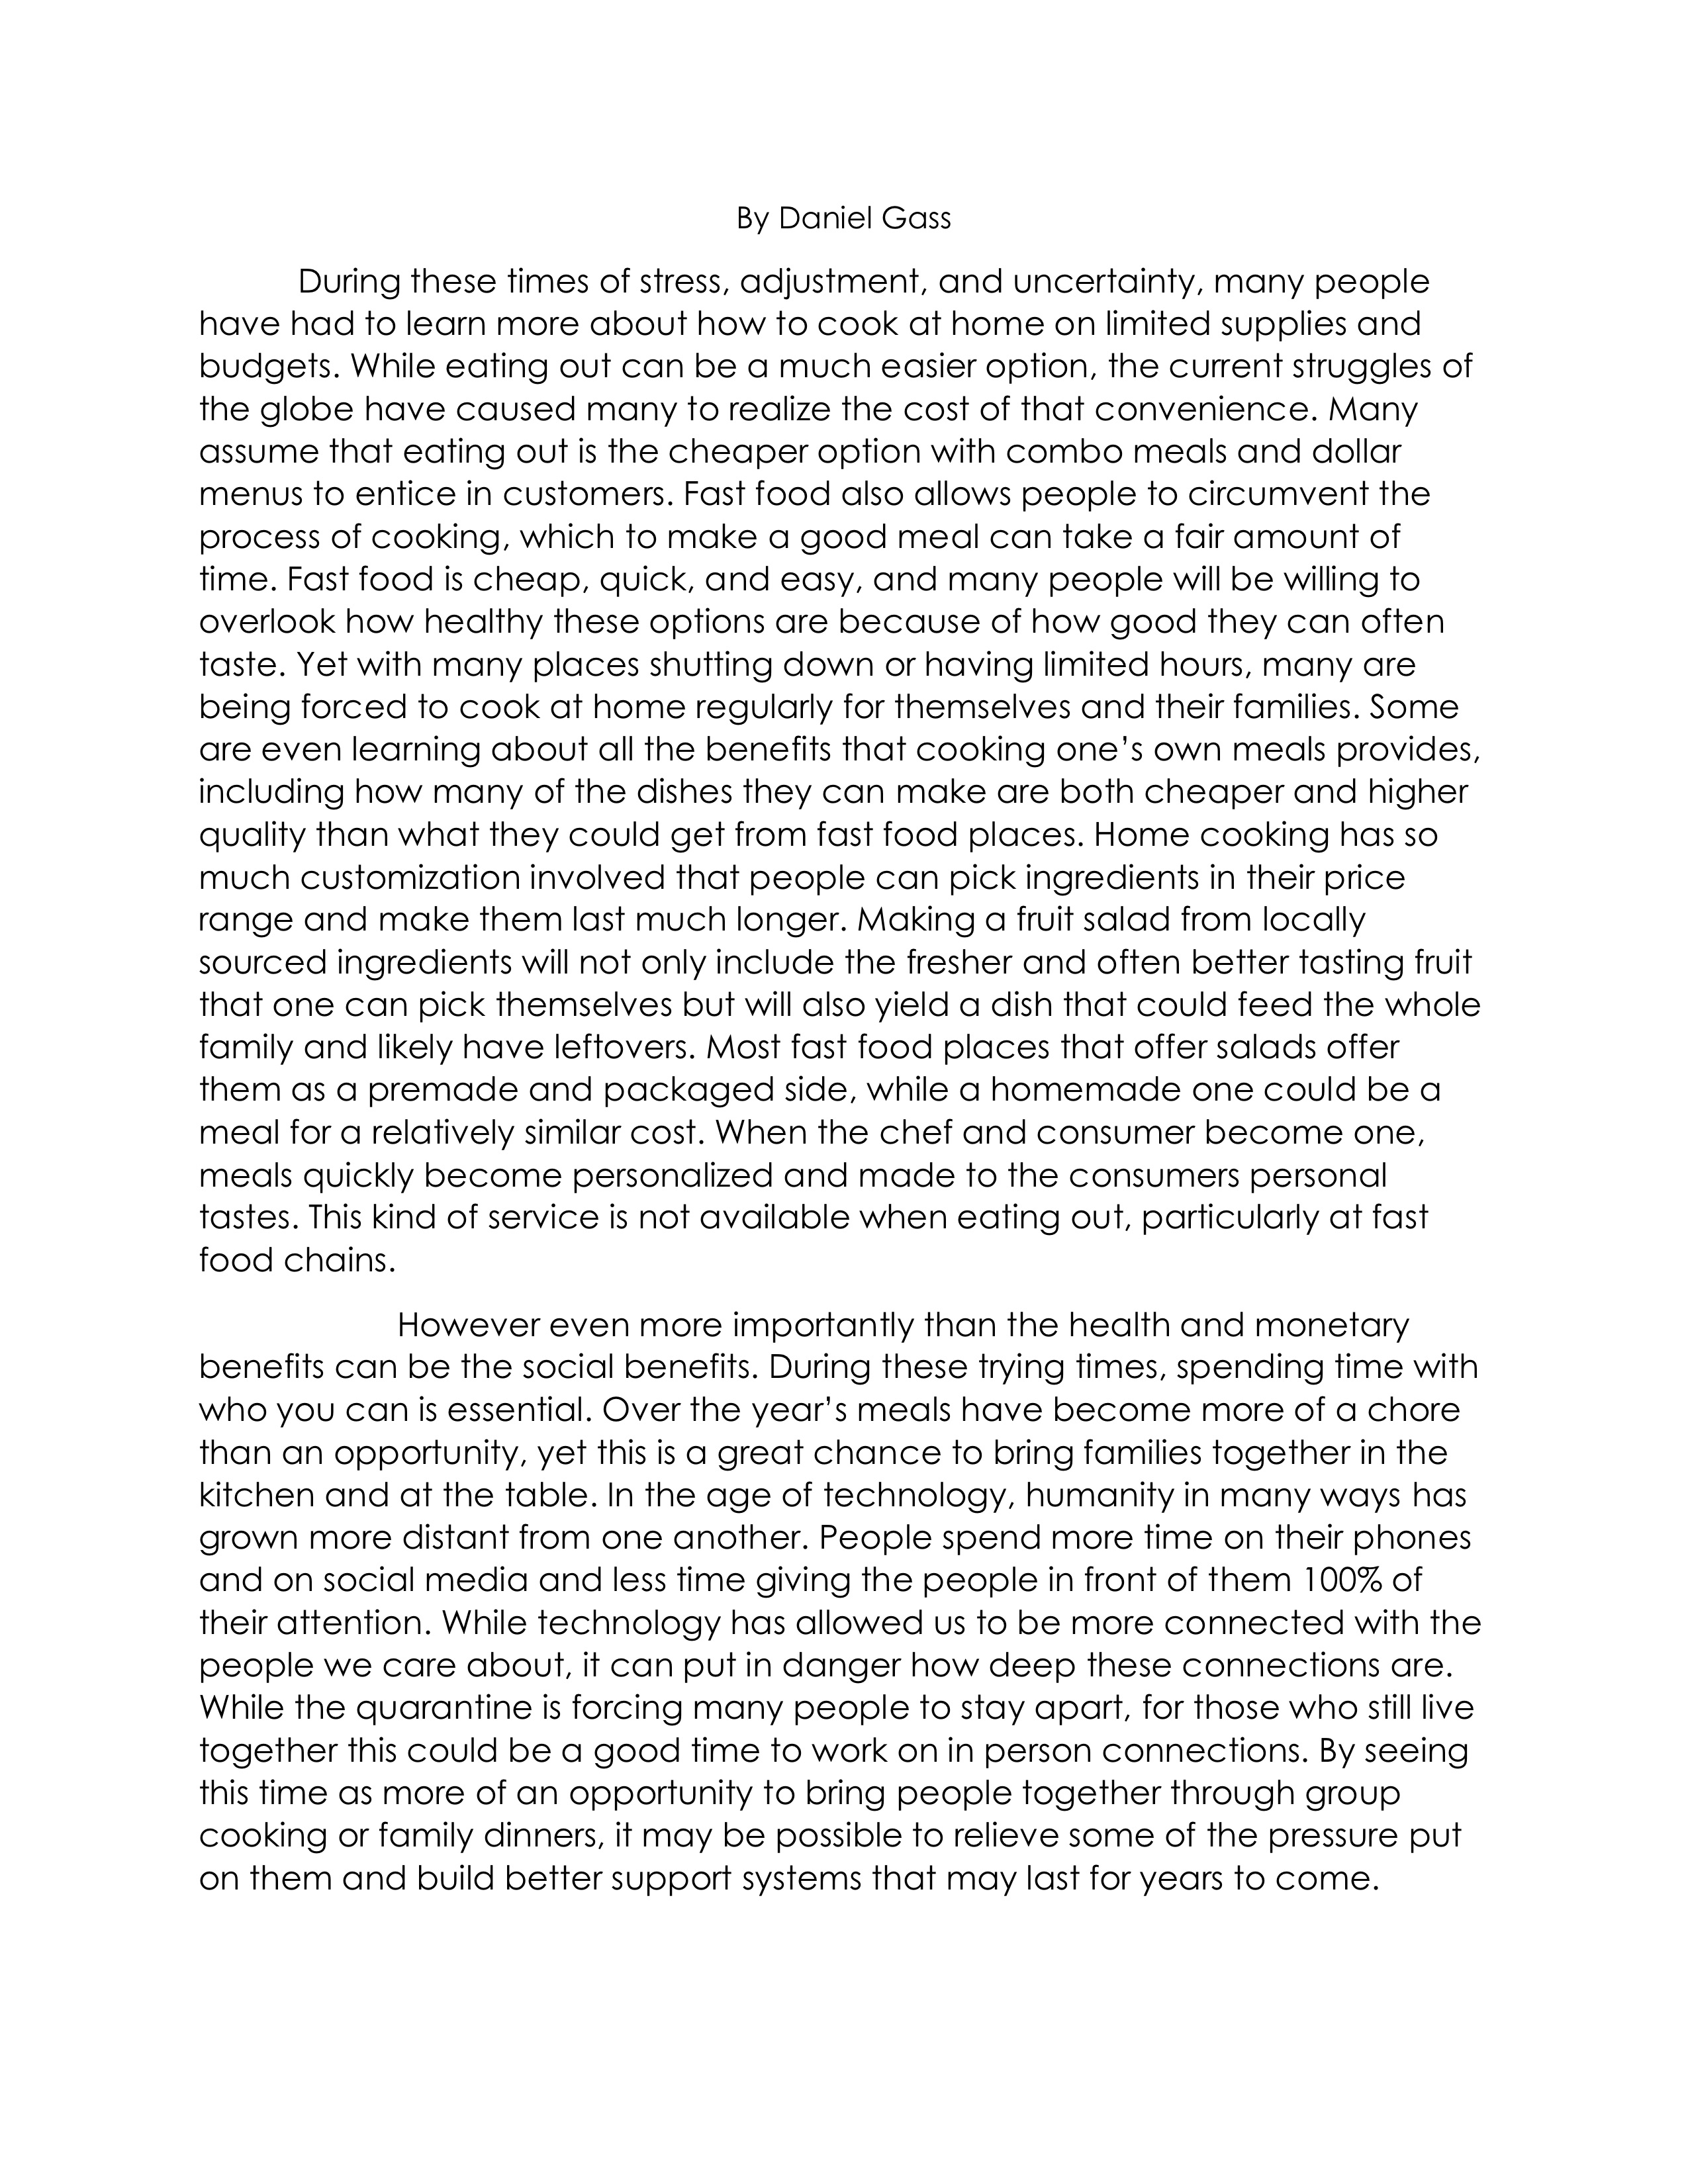 By Daniel Gass
During these times of stress, adjustment, and uncertainty, many people
have had to learn more about how to cook at home on limited supplies and
budgets. While eating out can be a much easier option, the current struggles of
the globe have caused many to realize the cost of that convenience. Many
assume that eating out is the cheaper option with combo meals and dollar
menus to entice in customers. Fast food also allows people to circumvent the
process of cooking, which to make a good meal can take a fair amount of
time. Fast food is cheap, quick, and easy, and many people will be willing to
overlook how healthy these options are because of how good they can often
taste. Yet with many places shutting down or having limited hours, many are
being forced to cook at home regularly for themselves and their families. Some
are even learning about all the benefits that cooking one’s own meals provides,
including how many of the dishes they can make are both cheaper and higher
quality than what they could get from fast food places. Home cooking has so
much customization involved that people can pick ingredients in their price
range and make them last much longer. Making a fruit salad from locally
sourced ingredients will not only include the fresher and often better tasting fruit
that one can pick themselves but will also yield a dish that could feed the whole
family and likely have leftovers. Most fast food places that offer salads offer
them as a premade and packaged side, while a homemade one could be a
meal for a relatively similar cost. When the chef and consumer become one,
meals quickly become personalized and made to the consumers personal
tastes. This kind of service is not available when eating out, particularly at fast
food chains.
However even more importantly than the health and monetary
benefits can be the social benefits. During these trying times, spending time with
who you can is essential. Over the year’s meals have become more of a chore
than an opportunity, yet this is a great chance to bring families together in the
kitchen and at the table. In the age of technology, humanity in many ways has
grown more distant from one another. People spend more time on their phones
and on social media and less time giving the people in front of them 100% of
their attention. While technology has allowed us to be more connected with the
people we care about, it can put in danger how deep these connections are.
While the quarantine is forcing many people to stay apart, for those who still live
together this could be a good time to work on in person connections. By seeing
this time as more of an opportunity to bring people together through group
cooking or family dinners, it may be possible to relieve some of the pressure put
on them and build better support systems that may last for years to come.